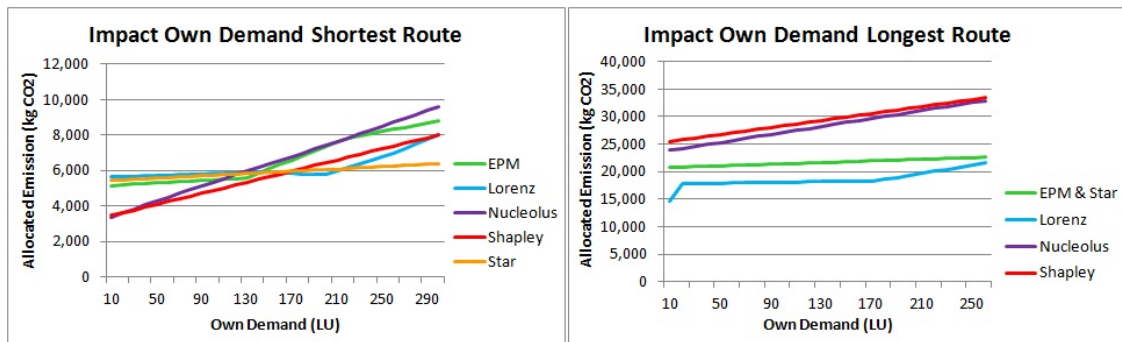 Impact Own Demand Shortest Route
Allocated Emission (kg CO2)
12,000
10,000
8,000
6,000
4,000
2,000
0
10 50 90 130 170 210 250 290
Own Demand (LU)
EPM
Lorenz
Nucleolus
Shapley
Star
Impact Own Demand Longest Route
Allocated Emission (kg CO2)
40,000
35,000
30,000
25,000
20,000
15,000
10,000
5,000
0
10 50 90 130 170 210 250
Own Demand (LU)
EPM & Star
Lorenz
Nucleolus
Shapley